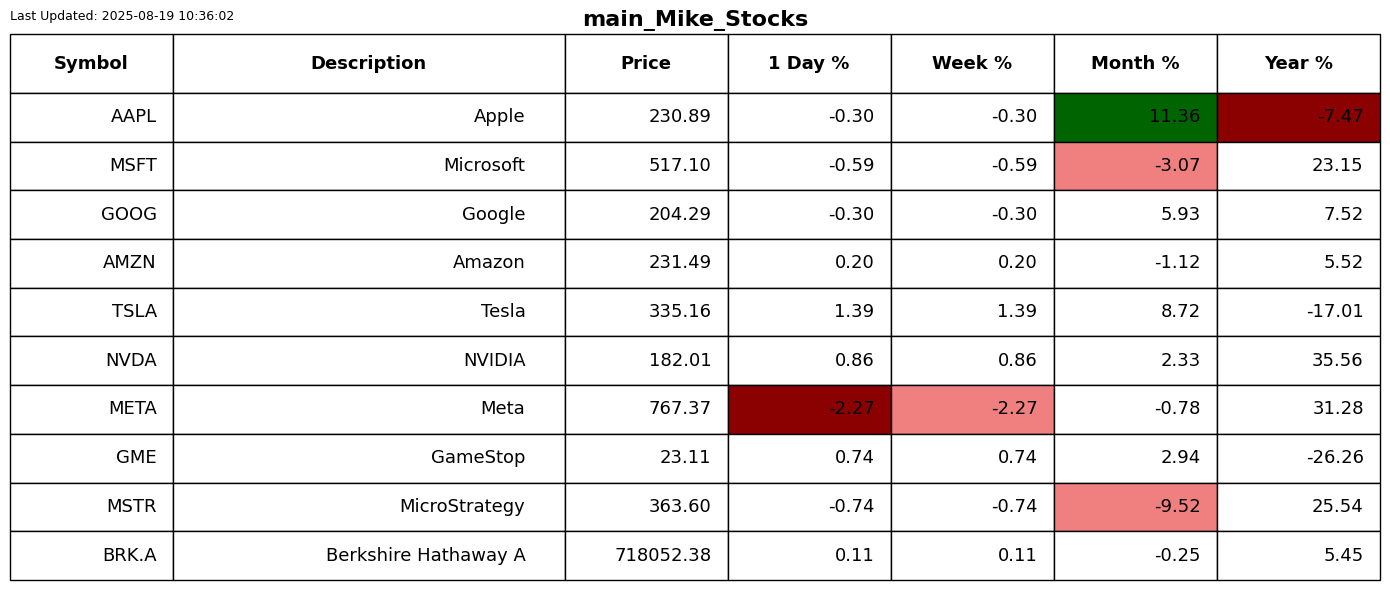 Last Updated: 2025-08-19 10:36:02
main_Mike_Stocks
Symbol Description Price 1 Day % Week % Month % Year %
AAPL Apple 230.89 -0.30 -0.30 11.36 -7.47
MSFT Microsoft 517.10 -0.59 -0.59 -3.07 23.15
GOOG Google 204.29 -0.30 -0.30 5.93 7.52
AMZN Amazon 231.49 0.20 0.20 -1.12 5.52
TSLA Tesla 335.16 1.39 1.39 8.72 -17.01
NVDA NVIDIA 182.01 0.86 0.86 2.33 35.56
META Meta 767.37 -2.27 -2.27 -0.78 31.28
GME GameStop 23.11 0.74 0.74 2.94 -26.26
MSTR MicroStrategy 363.60 -0.74 -0.74 -9.52 25.54
BRK.A Berkshire Hathaway A 718052.38 0.11 0.11 -0.25 5.45